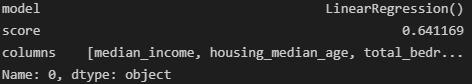 model LinearRegression()
score 0.641169
columns [median_income, housing_median_age, total_bedr...
Name: 0, dtype: object